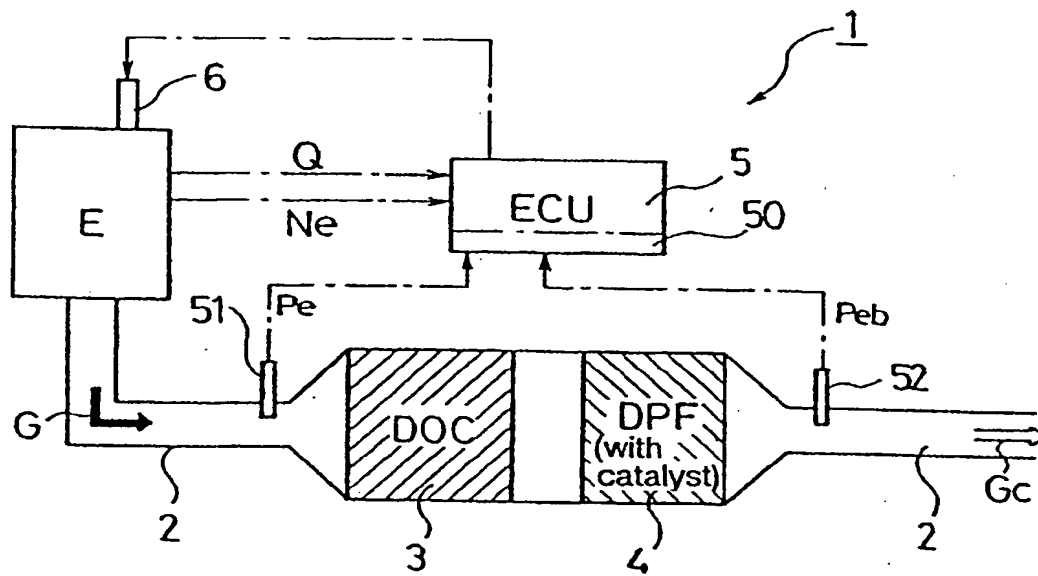 1
6
Q
5
E
ECU
50
Ne
51
Pe
Peb
52
G
DOC
DPF
(with
catalyst)
Gc
2
3
4
2